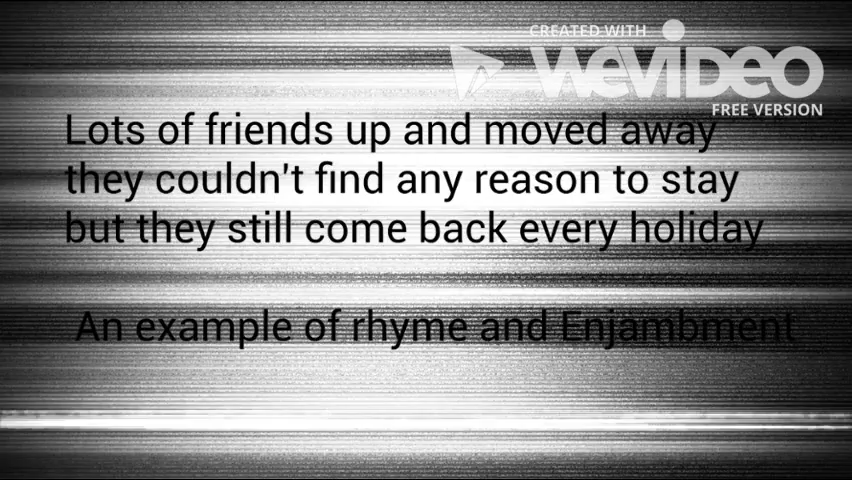 CREATED WITH
WEVIDEO
FREE VERSION
Lots of friends up and moved away
they couldn't find any reason to stay
but they still come back every holiday
An example of rhyme and Enjambment